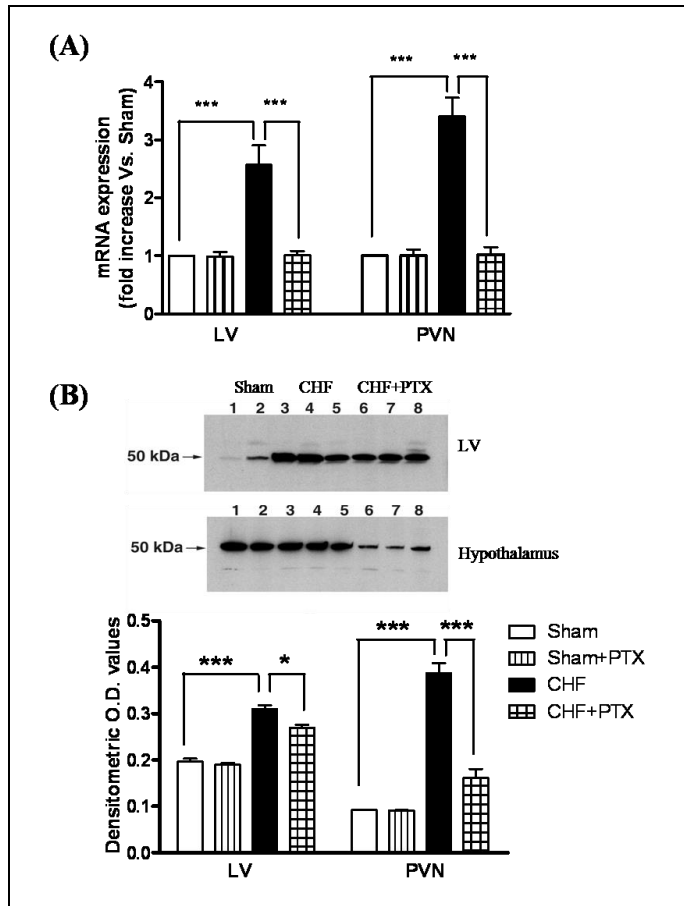 (A)
mRNA expression
(fold increase Vs. Sham)
4
3
2
1
0
*** ***
*** ***
LV PVN
(B)
Sham CHF CHF+PTX
1 2 3 4 5 6 7 8
50 kDa→
LV
1 2 3 4 5 6 7 8
50 kDa→
Hypothalamus
Densitometric O.D. values
0.5
0.4
0.3
0.2
0.1
0.0
*** *
*** ***
LV PVN
Sham
Sham+PTX
CHF
CHF+PTX